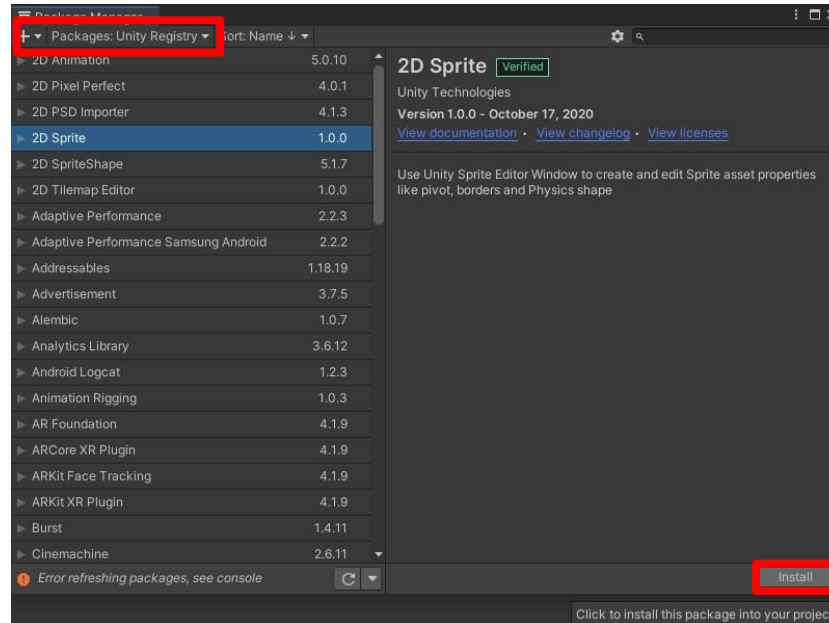 Package Manager
Packages: Unity Registry Sort: Name ↓
2D Animation 5.0.10
2D Pixel Perfect 4.0.1
2D PSD Importer 4.1.3
2D Sprite 1.0.0
2D SpriteShape 5.1.7
2D Tilemap Editor 1.0.0
Adaptive Performance 2.2.3
Adaptive Performance Samsung Android 2.2.2
Addressables 1.18.19
Advertisement 3.7.5
Alembic 1.0.7
Analytics Library 3.6.12
Android Logcat 1.2.3
Animation Rigging 1.0.3
AR Foundation 4.1.9
ARCore XR Plugin 4.1.9
ARKit Face Tracking 4.1.9
ARKit XR Plugin 4.1.9
Burst 1.4.11
Cinemachine 2.6.11
Error refreshing packages, see console
2D Sprite Verified
Unity Technologies
Version 1.0.0 - October 17, 2020
View documentation • View changelog • View licenses
Use Unity Sprite Editor Window to create and edit Sprite asset properties
like pivot, borders and Physics shape
Install
Click to install this package into your projec